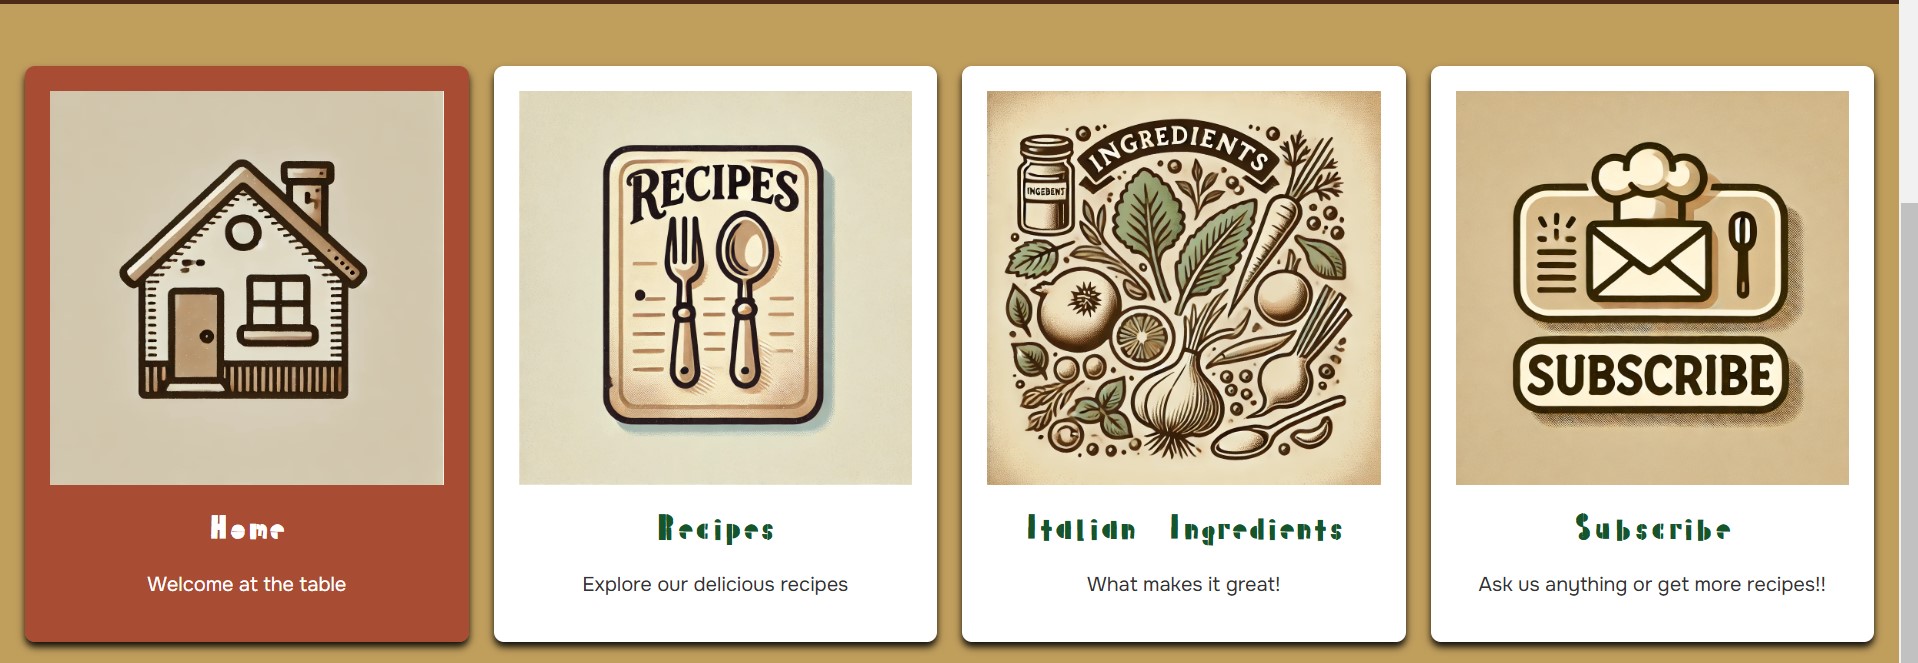 RECIPES
INGREDIENTS
INGEBENT
SUBSCRIBE
Home
Recipes
Italian Ingredients
Subscribe
Welcome at the table
Explore our delicious recipes
What makes it great!
Ask us anything or get more recipes!!